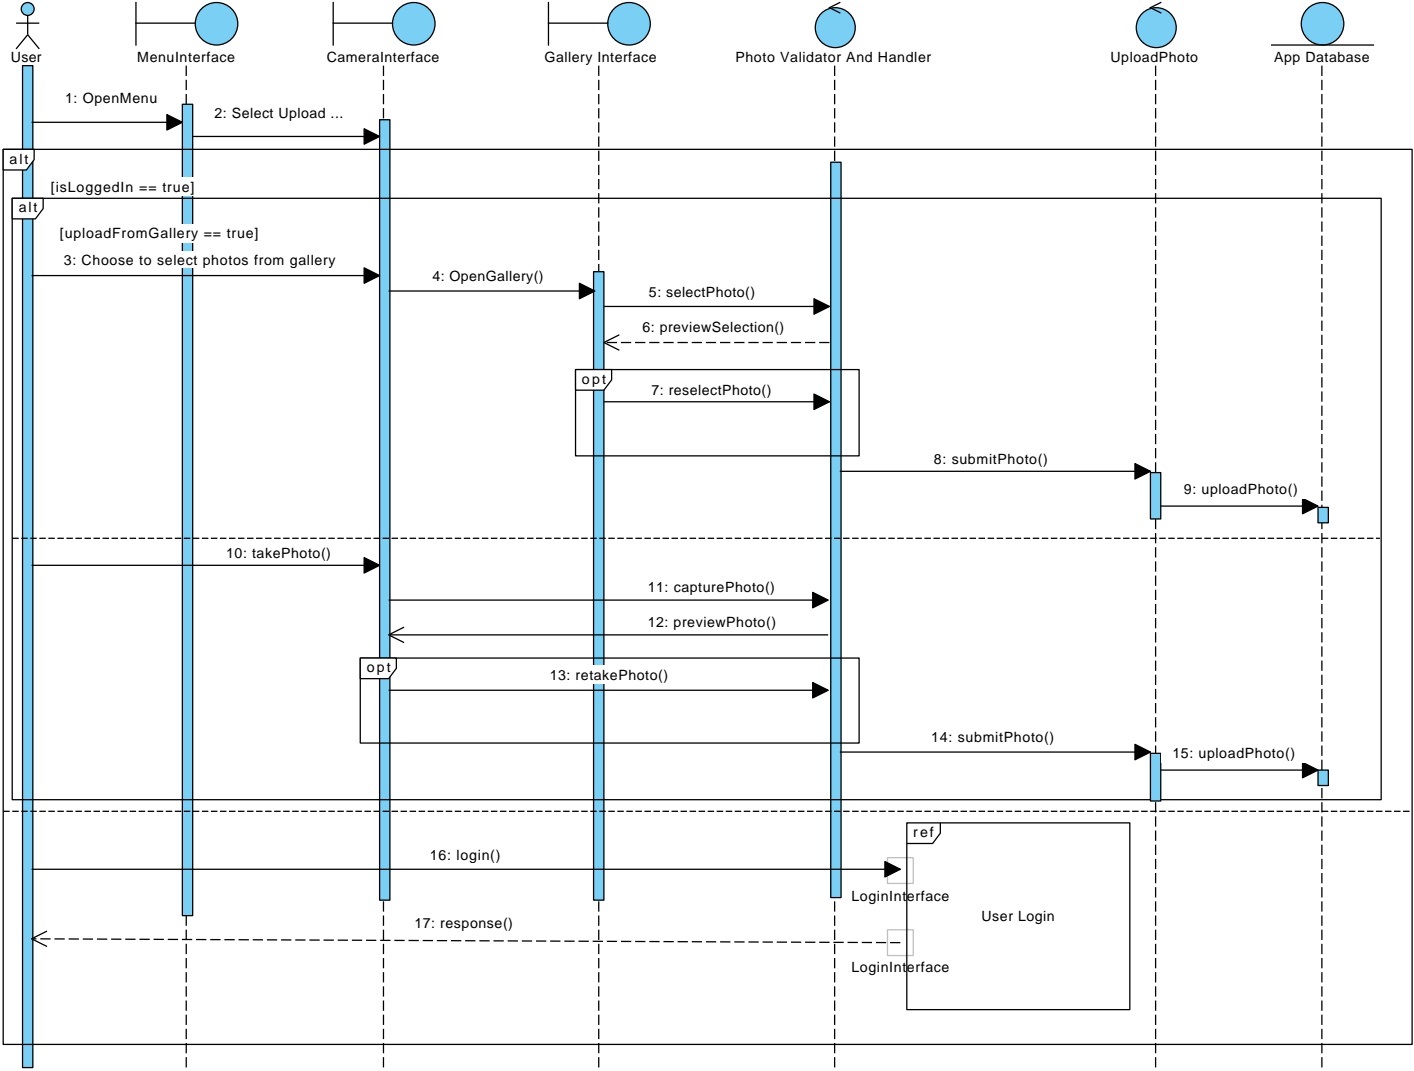 User
MenuInterface
CameraInterface
Gallery Interface
Photo Validator And Handler
UploadPhoto
App Database
1: OpenMenu
2: Select Upload ...
alt
[isLoggedIn == true]
alt
[uploadFromGallery == true]
3: Choose to select photos from gallery
4: OpenGallery()
5: selectPhoto()
6: previewSelection()
opt
7: reselectPhoto()
8: submitPhoto()
9: uploadPhoto()
10: takePhoto()
11: capturePhoto()
12: previewPhoto()
opt
13: retakePhoto()
14: submitPhoto()
15: uploadPhoto()
ref
16: login()
LoginInterface
User Login
17: response()
LoginInterface